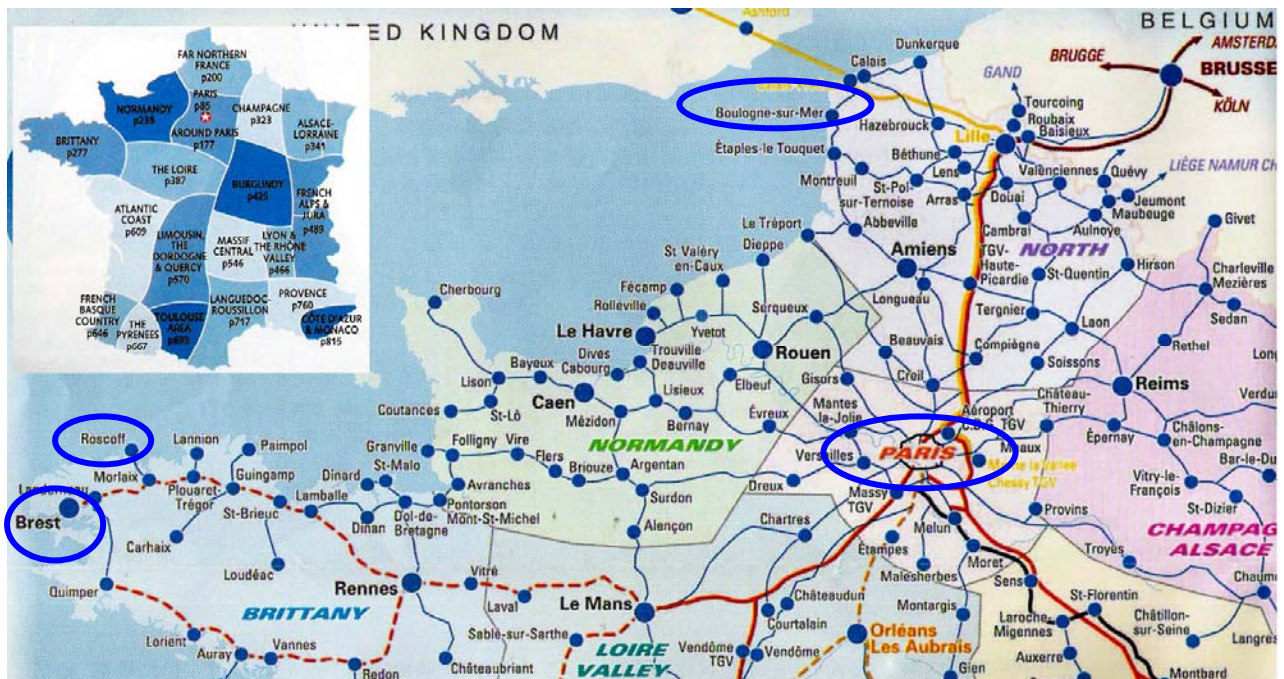 UNITED KINGDOM
BELGIUM
FAR NORTHERN
FRANCE
p200
NORMANDY
p235
PARIS
p86
CHAMPAGNE
p323
ALSACE-
LORRAINE
p341
AROUND PARIS
p177
BRITTANY
p277
THE LOIRE
p387
BURGUNDY
p425
FRENCH
ALPS &
JURA
p489
ATLANTIC
COAST
p609
LIMOUSIN,
THE
DORDOGNE
& QUERCY
p570
MASSIF
CENTRAL
p546
LYON &
THE RHÔNE
VALLEY
p466
FRENCH
BASQUE
COUNTRY
p646
THE
PYRENEES
p667
TOULOUSE
AREA
LANGUEDOC-
ROUSSILLON
p717
PROVENCE
p760
CÔTE D'AZUR
& MONACO
p815
Ashford
Dunkerque
Calais
AMSTERDA
BRUGGE
BRUSSE
KÖLN
GAND
Boulogne-sur-Mer
Tourcoing
Roubaix
Baisieux
Hazebrouck
Lille
Étaples-le Touquet
Béthune
Lens
LIÈGE NAMUR CH
Montreuil
St-Pol-
sur-Ternoise
Valenciennes
Quévy
Arras
Douai
Jeumont
Maubeuge
Abbeville
Cambrai
Aulnoye
Givet
Le Tréport
Dieppe
Amiens
NORTH
TGV-
Haute-
Picardie
St-Quentin
Hirson
Charleville
Mezières
St Valéry
en-Caux
Fécamp
Cherbourg
Rolleville
Serqueux
Longueau
Tergnier
Laon
Sedan
Le Havre
Yvetot
Rouen
Beauvais
Compiègne
Soissons
Rethel
Long
Dives
Cabourg
Trouville
Deauville
Bayeux
Lison
Lisieux
Elbeuf
Gisors
Creil
Château-
Thierry
Reims
Caen
Coutances
St-Lô
Mézidon
Bernay
Évreux
Mantes
la-Jolie
Aéroport
C.D.G. TGV
Épernay
Châlons-
en-Champagne
Verdu
Roscoff
Lannion
Paimpol
Granville
Folligny
Vire
Flers
NORMANDY
Versailles
PARIS
Meaux
Marne la Vallée
Chessy TGV
Bar-le-Du
Morlaix
Guingamp
Dinard
St-Malo
Briouze
Argentan
Vitry-le-
François
Landerneau
Plouaret-
Trégor
Lamballe
Avranches
Surdon
Dreux
Massy
TGV
St-Dizier
Brest
St-Brieuc
Dinan
Dol-de-
Bretagne
Pontorson
Mont-St-Michel
Alençon
Chartres
Melun
Provins
CHAMPAG
ALSACE
Carhaix
Loudéac
Étampes
Moret
Troyes
Quimper
Rennes
Vitré
Malesherbes
Sens
Chaum
BRITTANY
Laval
Le Mans
Châteaudun
Montargis
St-Florentin
Châtillon-
sur-Seine
Courtalain
Laroche-
Migennes
Lorient
Auray
Vannes
Sablé-sur-Sarthe
LOIRE
VALLEY
Vendôme
TGV
Vendôme
Orléans
Les Aubrais
Auxerre
Langres
Redon
Châteaubriant
Gien
Montbard